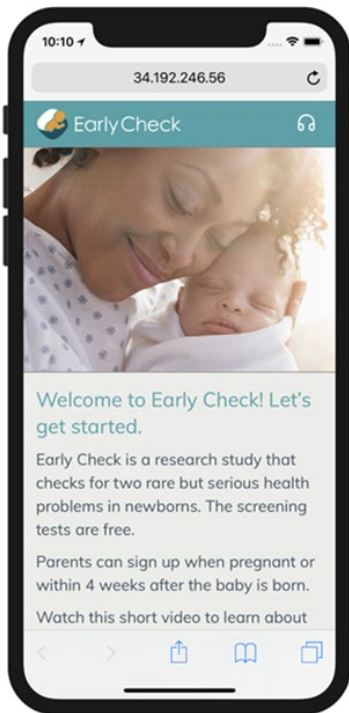 10:10
34.192.246.56
Early Check
Welcome to Early Check! Let's
get started.
Early Check is a research study that
checks for two rare but serious health
problems in newborns. The screening
tests are free.
Parents can sign up when pregnant or
within 4 weeks after the baby is born.
Watch this short video to learn about